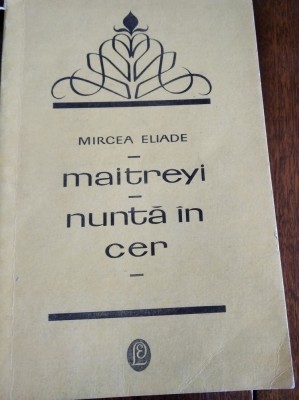 MIRCEA ELIADE
maitreyi
nuntă în
cer